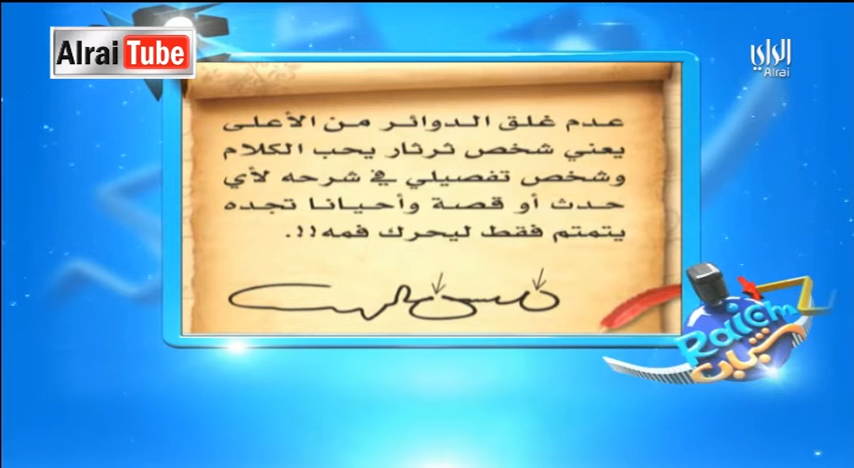 Alrai Tube
الراي
Alrai
عدم غلق الدوائر من الأعلى
يعني شخص ثرثار يحب الكلام
وشخص تفصيلي في شرحه لأي
حدث أو قصة وأحيانا تجده
يتمتم فقط ليحرك فمه!!.
شباب